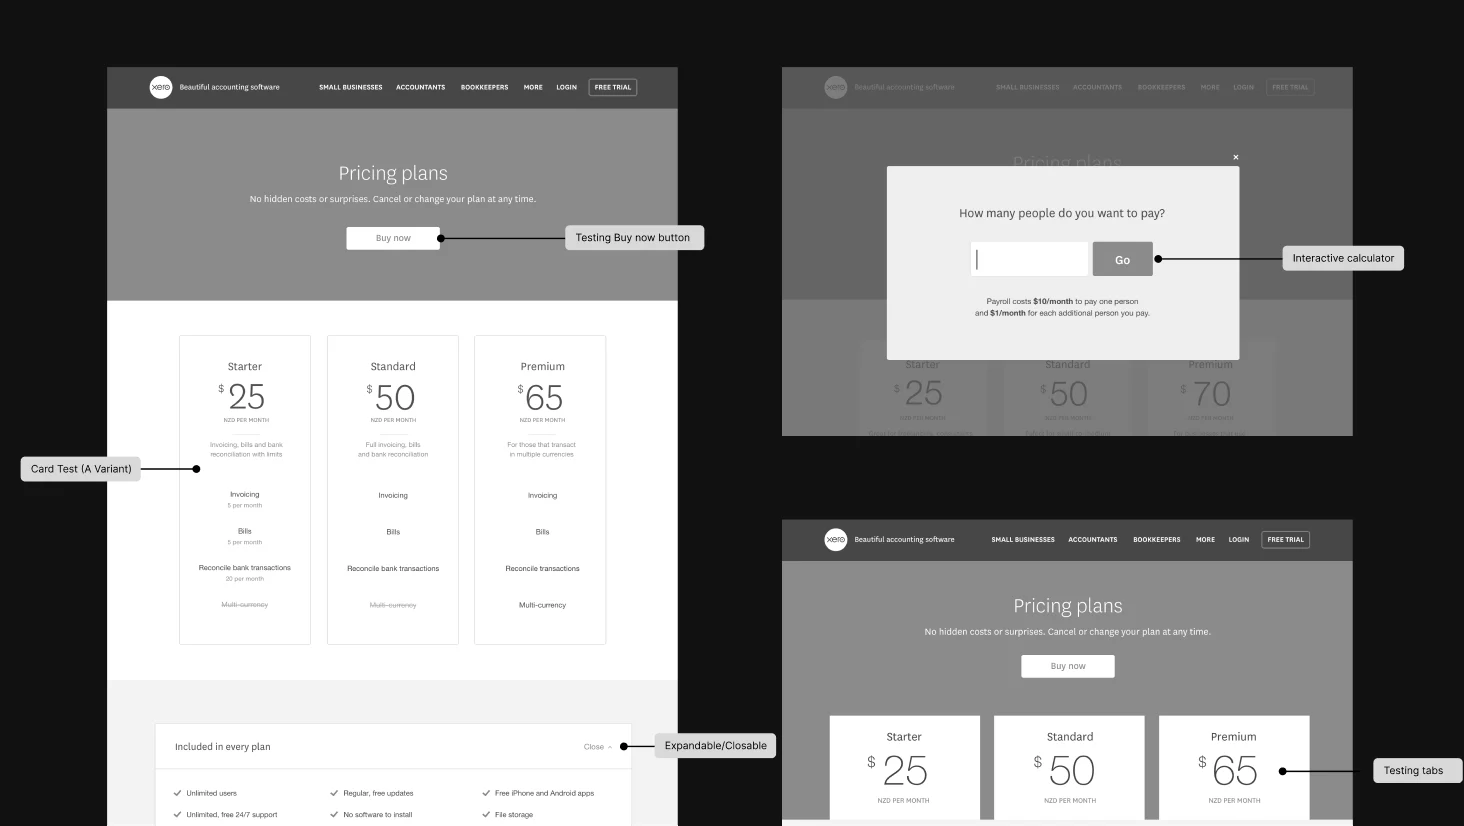 xero
Beautiful accounting software
SMALL BUSINESSES
ACCOUNTANTS
BOOKKEEPERS
MORE
LOGIN
FREE TRIAL
Pricing plans
No hidden costs or surprises. Cancel or change your plan at any time.
Buy now
Testing Buy now button
Card Test (A Variant)
Starter
$25
NZD PER MONTH
Invoicing, bills and bank
reconciliation with limits
Invoicing
5 per month
Bills
5 per month
Reconcile bank transactions
20 per month
Multi-currency
Standard
$50
NZD PER MONTH
Full invoicing, bills
and bank reconciliation
Invoicing
Bills
Reconcile bank transactions
Multi-currency
Premium
$65
NZD PER MONTH
For those that transact
in multiple currencies
Invoicing
Bills
Reconcile transactions
Multi-currency
Included in every plan
Close
Expandable/Closable
Unlimited users
Regular, free updates
Free iPhone and Android apps
Unlimited, free 24/7 support
No software to install
File storage
xero
Beautiful accounting software
SMALL BUSINESSES
ACCOUNTANTS
BOOKKEEPERS
MORE
LOGIN
FREE TRIAL
Pricing plans
×
How many people do you want to pay?
Go
Interactive calculator
Payroll costs $10/month to pay one person
and $1/month for each additional person you pay.
Starter
$25
NZD PER MONTH
Standard
$50
NZD PER MONTH
Premium
$70
NZD PER MONTH
xero
Beautiful accounting software
SMALL BUSINESSES
ACCOUNTANTS
BOOKKEEPERS
MORE
LOGIN
FREE TRIAL
Pricing plans
No hidden costs or surprises. Cancel or change your plan at any time.
Buy now
Starter
$25
NZD PER MONTH
Standard
$50
NZD PER MONTH
Premium
$65
NZD PER MONTH
Testing tabs